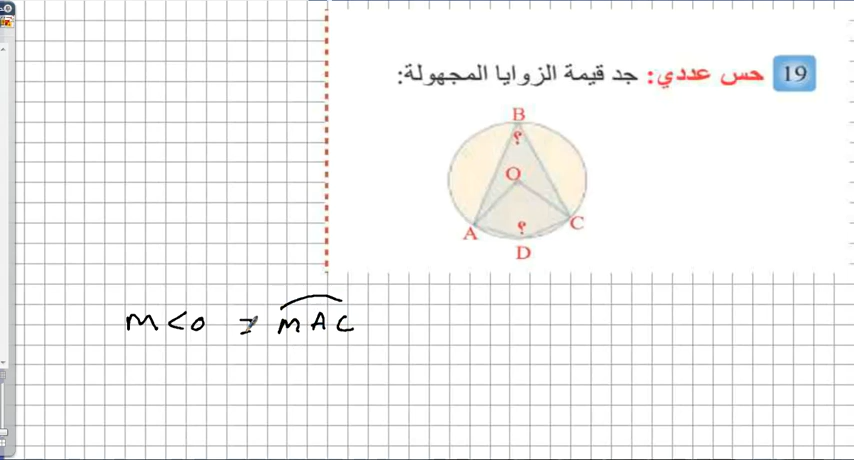 19 حس عددي: جد قيمة الزوايا المجهولة:
B
؟
O
A
؟
C
D
m<o = mAC